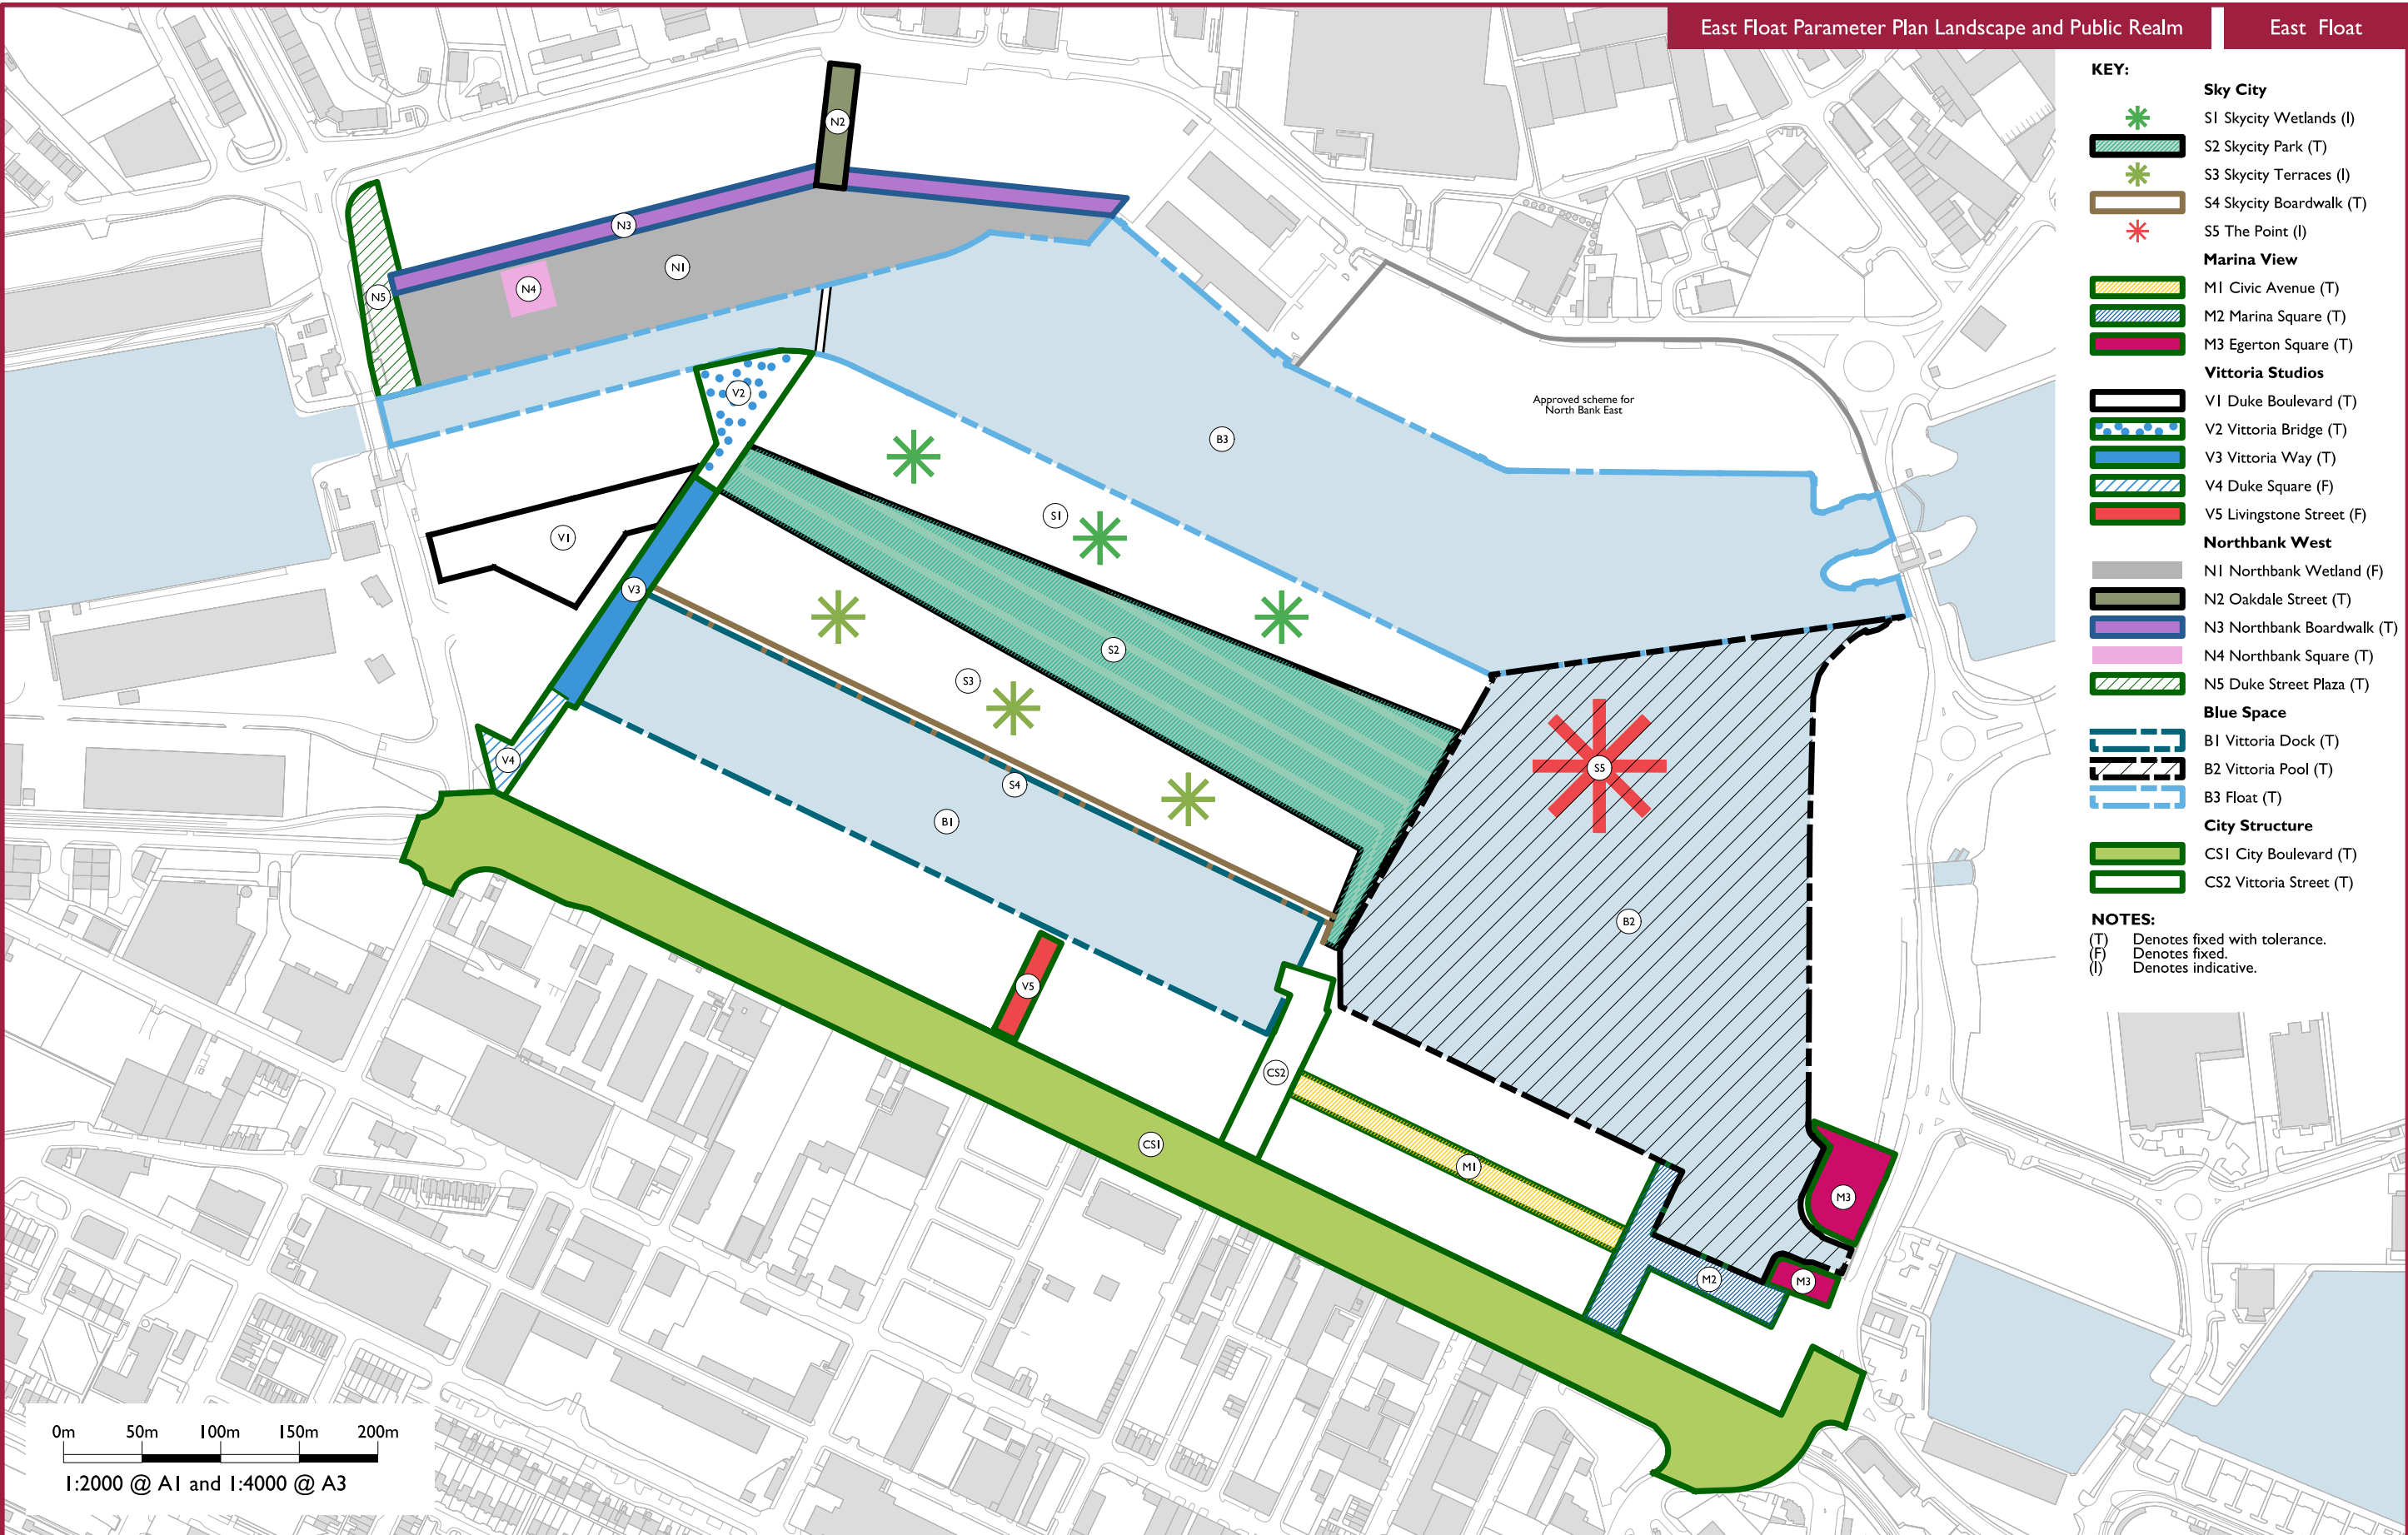 East Float Parameter Plan Landscape and Public Realm
East Float
KEY:
Sky City
S1 Skycity Wetlands (I)
S2 Skycity Park (T)
S3 Skycity Terraces (I)
S4 Skycity Boardwalk (T)
S5 The Point (I)
Marina View
M1 Civic Avenue (T)
M2 Marina Square (T)
M3 Egerton Square (T)
Vittoria Studios
V1 Duke Boulevard (T)
V2 Vittoria Bridge (T)
V3 Vittoria Way (T)
V4 Duke Square (F)
V5 Livingstone Street (F)
Northbank West
N1 Northbank Wetland (F)
N2 Oakdale Street (T)
N3 Northbank Boardwalk (T)
N4 Northbank Square (T)
N5 Duke Street Plaza (T)
Blue Space
B1 Vittoria Dock (T)
B2 Vittoria Pool (T)
B3 Float (T)
City Structure
CS1 City Boulevard (T)
CS2 Vittoria Street (T)
NOTES:
(T) Denotes fixed with tolerance.
(F) Denotes fixed.
(I) Denotes indicative.
N2
N3
N1
N4
N5
V2
Approved scheme for
North Bank East
B3
S1
V1
V3
S2
S3
V4
S5
S4
B1
B2
V5
CS2
CS1
M1
M3
M2
M3
0m 50m 100m 150m 200m
1:2000 @ A1 and 1:4000 @ A3